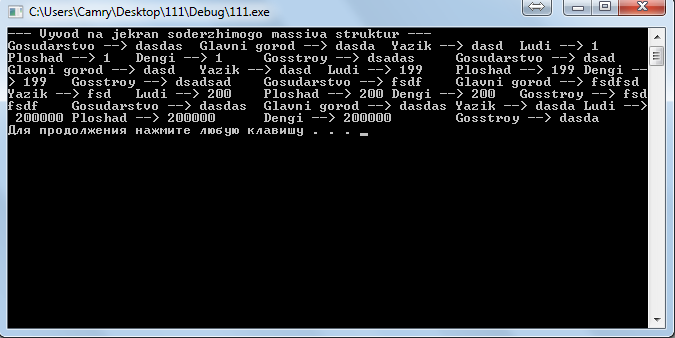 C:\Users\Camry\Desktop\111\Debug\111.exe
--- Vyvod na jekran soderzhimogo massiva struktur ---
Gosudarstvo --> dasdas  Glavni gorod --> dasda  Yazik --> dasd  Ludi --> 1
Ploshad --> 1   Dengi --> 1     Gosstroy --> dsadas     Gosudarstvo --> dsad
Glavni gorod --> dasd   Yazik --> dasd  Ludi --> 199    Ploshad --> 199 Dengi --
> 199   Gosstroy --> dsadsad    Gosudarstvo --> fsdf    Glavni gorod --> fsdfsd
Yazik --> fsd   Ludi --> 200    Ploshad --> 200 Dengi --> 200   Gosstroy --> fsd
fsdf    Gosudarstvo --> dasdas  Glavni gorod --> dasdas Yazik --> dasda Ludi -->
 200000 Ploshad --> 200000      Dengi --> 200000        Gosstroy --> dasda
Для продолжения нажмите любую клавишу . . .